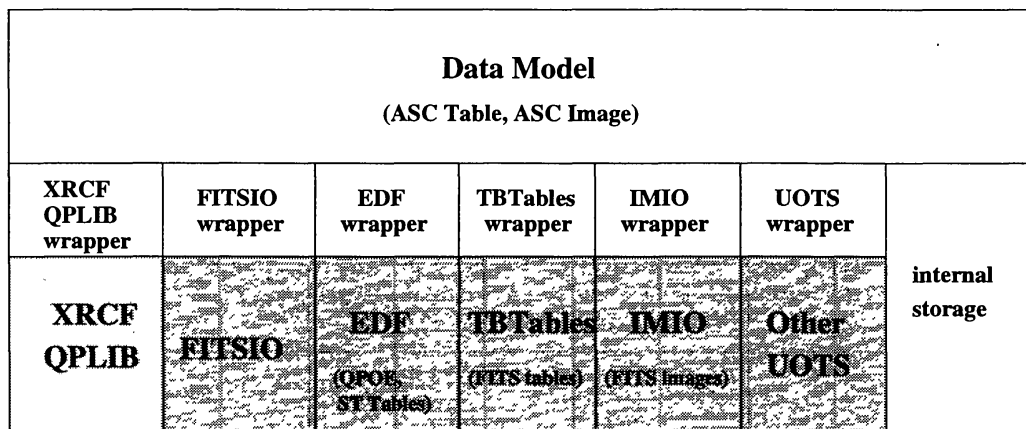 Data Model
(ASC Table, ASC Image)
XRCF
QPLIB
wrapper
FITSIO
wrapper
EDF
wrapper
TBTables
wrapper
IMIO
wrapper
UOTS
wrapper
internal
storage
XRCF
QPLIB
FITSIO
EDF
(QPOE,
ST Tables)
TBTables
(FITS tables)
IMIO
(FITS images)
Other
UOTS